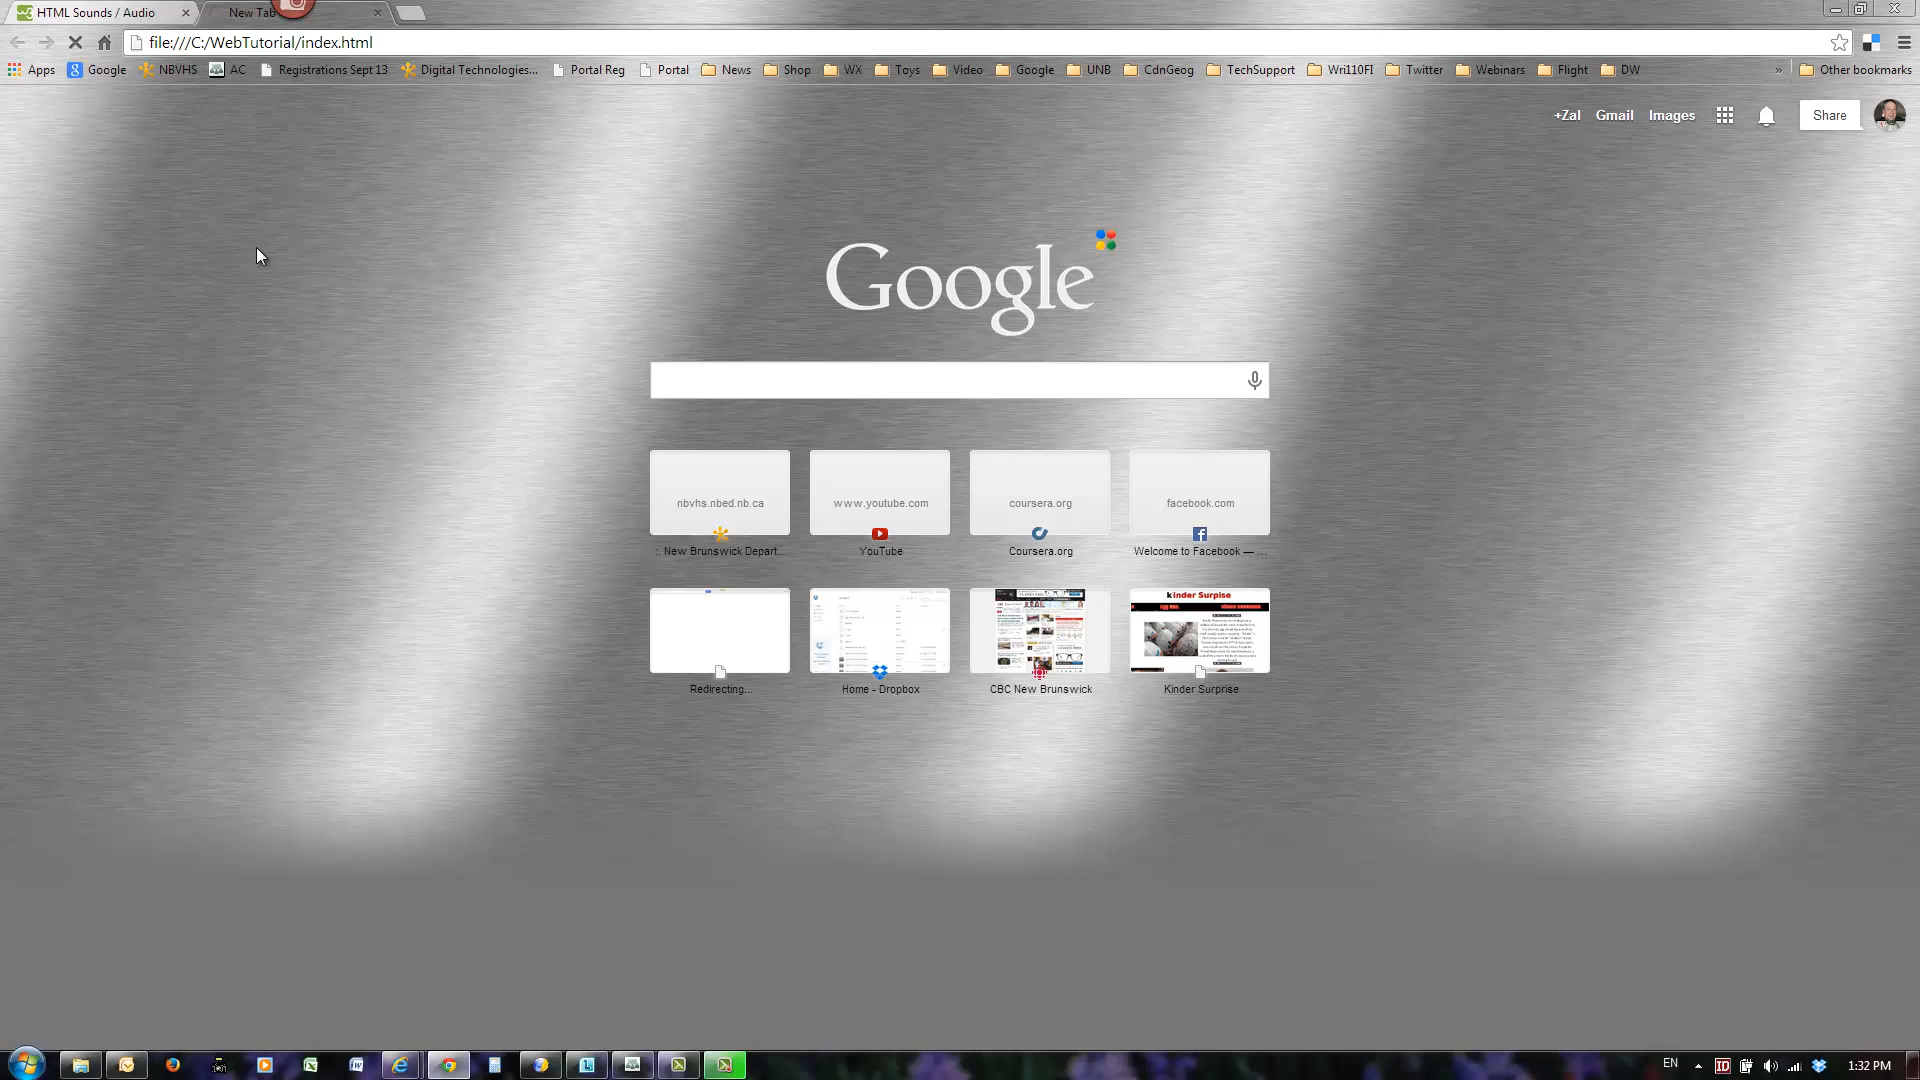 HTML Sounds / Audio
New Tab
file:///C:/WebTutorial/index.html
Apps Google NBVHS AC Registrations Sept 13 Digital Technologies... Portal Reg Portal News Shop WX Toys Video Google UNB CdnGeog TechSupport Wri110FI Twitter Webinars Flight DW » Other bookmarks
+Zal Gmail Images Share
Google
nbvhs.nbed.nb.ca www.youtube.com coursera.org facebook.com
:. New Brunswick Depart... YouTube Coursera.org Welcome to Facebook — ...
kinder Surprise
Redirecting... Home - Dropbox CBC New Brunswick Kinder Surprise
EN 1:32 PM